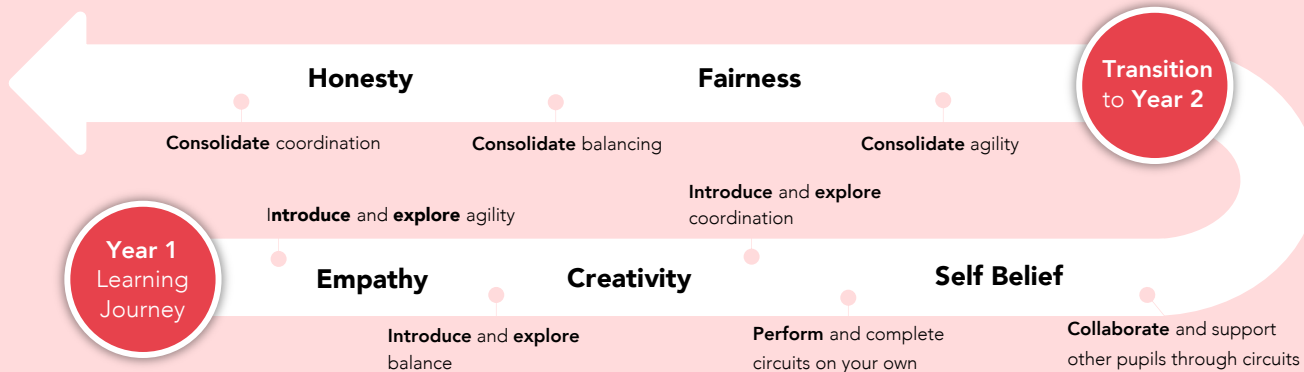 Honesty
Fairness
Transition
to Year 2
Consolidate coordination
Consolidate balancing
Consolidate agility
Introduce and explore agility
Introduce and explore
coordination
Year 1
Learning
Journey
Empathy
Creativity
Self Belief
Introduce and explore
balance
Perform and complete
circuits on your own
Collaborate and support
other pupils through circuits